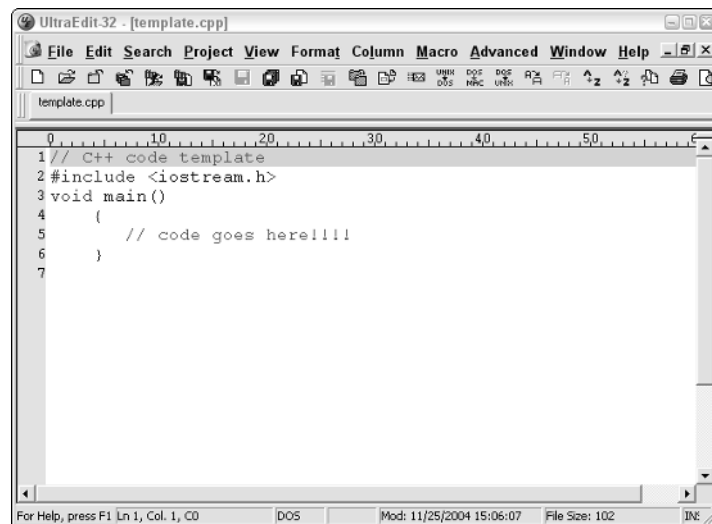 UltraEdit-32 - [template.cpp]
File Edit Search Project View Format Column Macro Advanced Window Help
template.cpp
0 10 20 30 40 50
1 // C++ code template
2 #include <iostream.h>
3 void main()
4 {
5 // code goes here!!!!
6 }
7
For Help, press F1 Ln 1, Col. 1, C0 DOS Mod: 11/25/2004 15:06:07 File Size: 102 INS